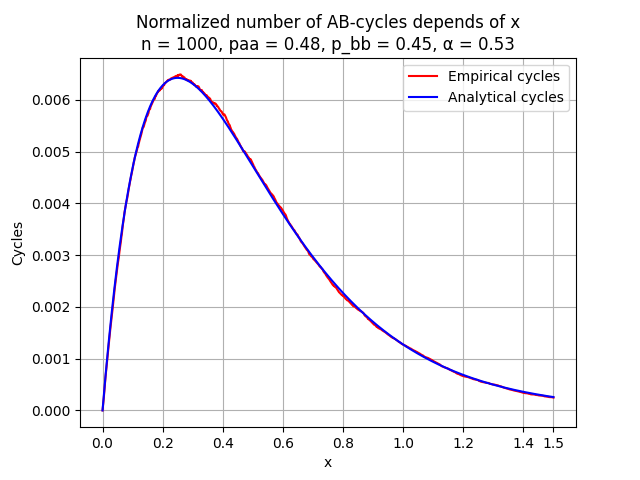 Normalized number of AB-cycles depends of x
n = 1000, paa = 0.48, p_bb = 0.45, α = 0.53
Empirical cycles
Analytical cycles
0.006
0.005
0.004
0.003
0.002
0.001
0.000
Cycles
0.0 0.2 0.4 0.6 0.8 1.0 1.2 1.4 1.5
x